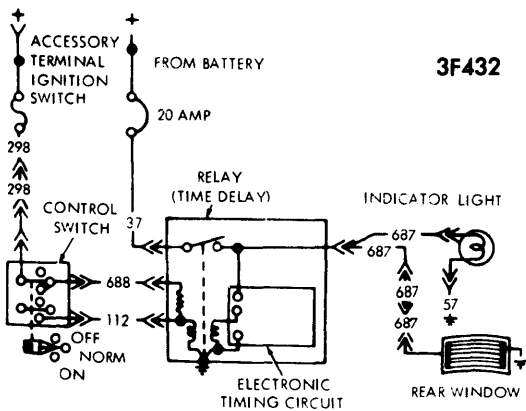 ACCESSORY
TERMINAL
IGNITION
SWITCH
FROM BATTERY
3F432
20 AMP
298
298
RELAY
(TIME DELAY)
INDICATOR LIGHT
CONTROL
SWITCH
37
687
687
688
687
57
112
687
OFF
NORM
ON
ELECTRONIC
TIMING CIRCUIT
REAR WINDOW